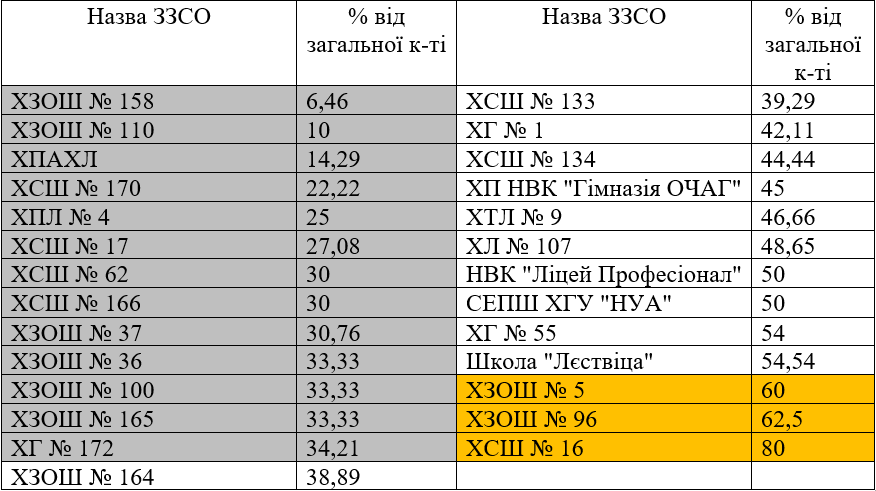 Назва ЗЗСО % від загальної к-ті Назва ЗЗСО % від загальної к-ті
ХЗОШ № 158 6,46 ХСШ № 133 39,29
ХЗОШ № 110 10 ХГ № 1 42,11
ХПАХЛ 14,29 ХСШ № 134 44,44
ХСШ № 170 22,22 ХП НВК "Гімназія ОЧАГ" 45
ХПЛ № 4 25 ХТЛ № 9 46,66
ХСШ № 17 27,08 ХЛ № 107 48,65
ХСШ № 62 30 НВК "Ліцей Професіонал" 50
ХСШ № 166 30 СЕПШ ХГУ "НУА" 50
ХЗОШ № 37 30,76 ХГ № 55 54
ХЗОШ № 36 33,33 Школа "Лєствіца" 54,54
ХЗОШ № 100 33,33 ХЗОШ № 5 60
ХЗОШ № 165 33,33 ХЗОШ № 96 62,5
ХГ № 172 34,21 ХСШ № 16 80
ХЗОШ № 164 38,89